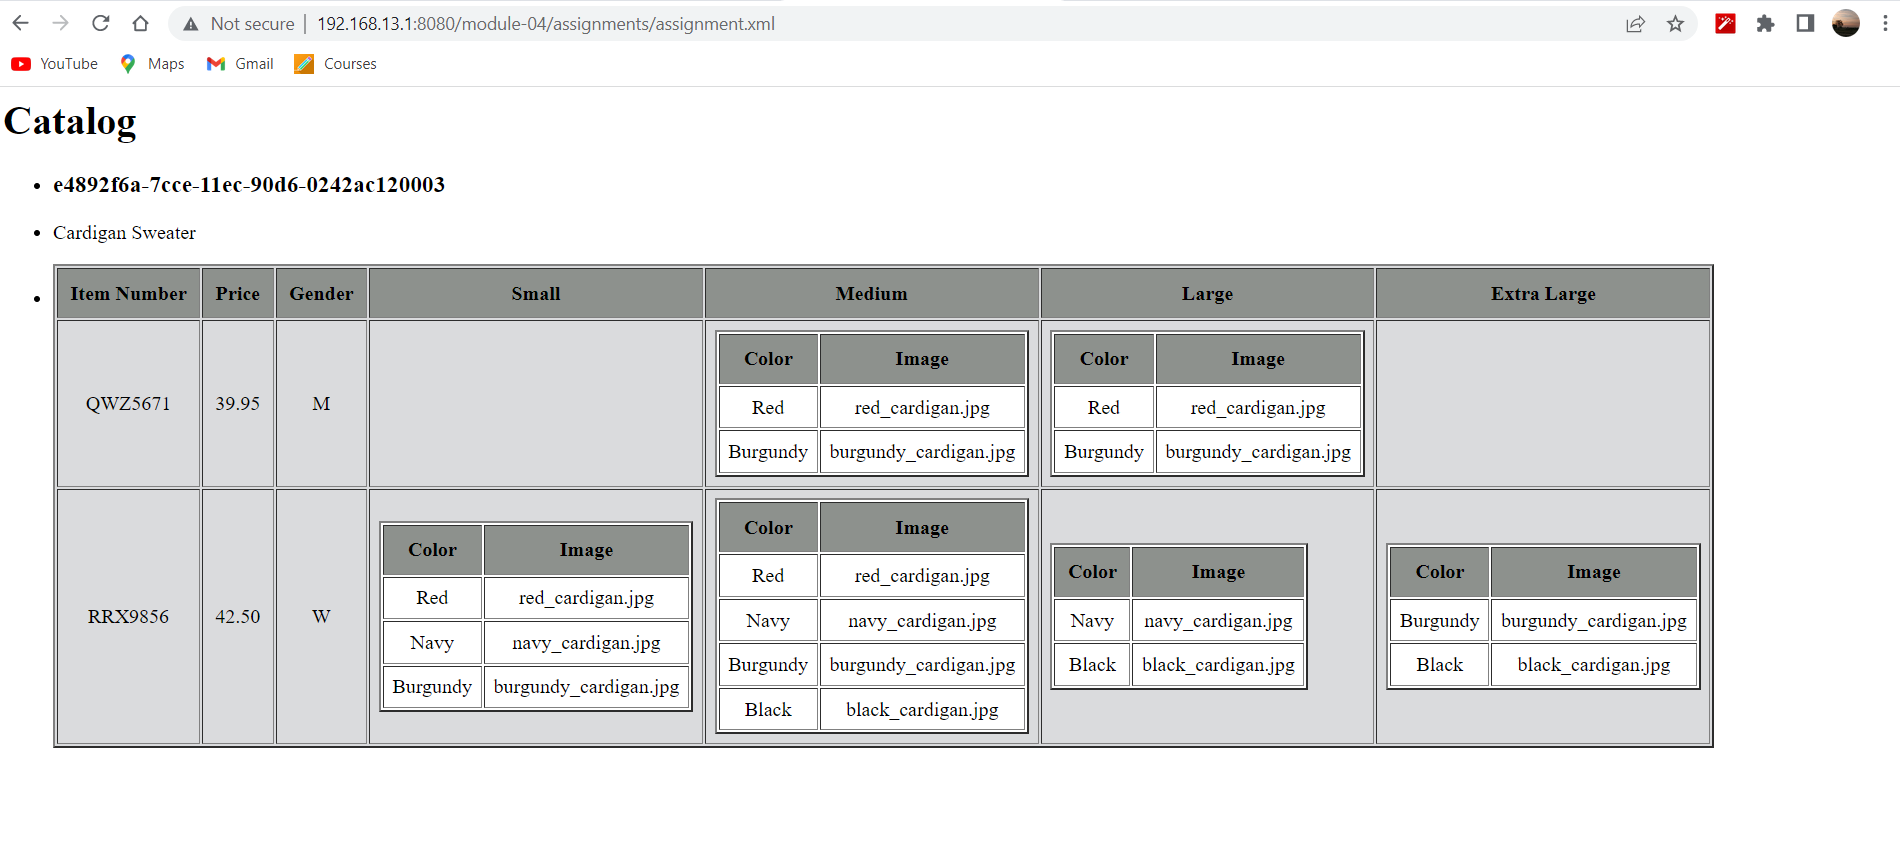 Not secure | 192.168.13.1:8080/module-04/assignments/assignment.xml
YouTube Maps Gmail Courses
Catalog
e4892f6a-7cce-11ec-90d6-0242ac120003
Cardigan Sweater
Item Number Price Gender Small Medium Large Extra Large
QWZ5671 39.95 M
Color Image
Red red_cardigan.jpg
Burgundy burgundy_cardigan.jpg
Color Image
Red red_cardigan.jpg
Burgundy burgundy_cardigan.jpg
RRX9856 42.50 W
Color Image
Red red_cardigan.jpg
Navy navy_cardigan.jpg
Burgundy burgundy_cardigan.jpg
Color Image
Red red_cardigan.jpg
Navy navy_cardigan.jpg
Burgundy burgundy_cardigan.jpg
Black black_cardigan.jpg
Color Image
Navy navy_cardigan.jpg
Black black_cardigan.jpg
Color Image
Burgundy burgundy_cardigan.jpg
Black black_cardigan.jpg